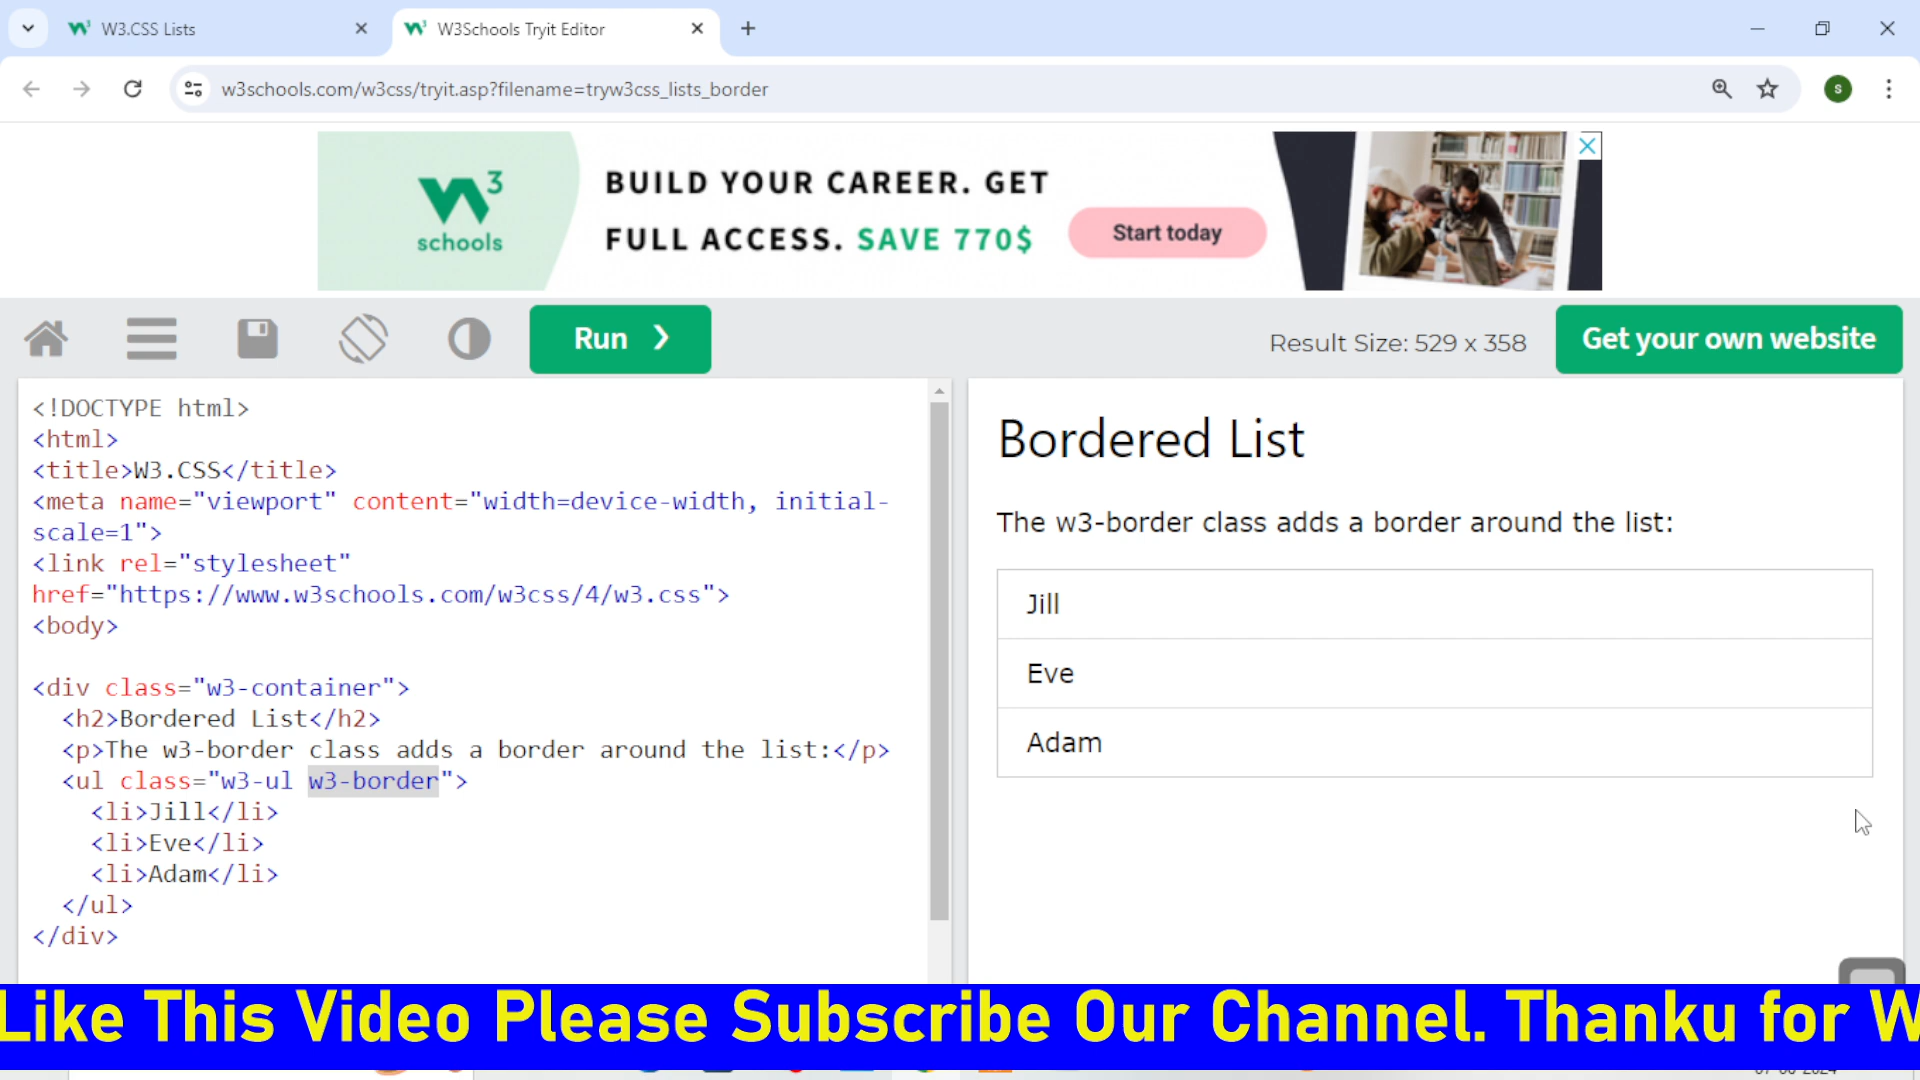 W3.CSS Lists
W3Schools Tryit Editor
w3schools.com/w3css/tryit.asp?filename=tryw3css_lists_border
S
3
schools
BUILD YOUR CAREER. GET
FULL ACCESS. SAVE 770$
Start today
Run ❯
Result Size: 529 x 358
Get your own website
<!DOCTYPE html>
<html>
<title>W3.CSS</title>
<meta name="viewport" content="width=device-width, initial-
scale=1">
<link rel="stylesheet"
href="https://www.w3schools.com/w3css/4/w3.css">
<body>
<div class="w3-container">
<h2>Bordered List</h2>
<p>The w3-border class adds a border around the list:</p>
<ul class="w3-ul w3-border">
<li>Jill</li>
<li>Eve</li>
<li>Adam</li>
</ul>
</div>
Bordered List
The w3-border class adds a border around the list:
Jill
Eve
Adam
Like This Video Please Subscribe Our Channel. Thanku for W